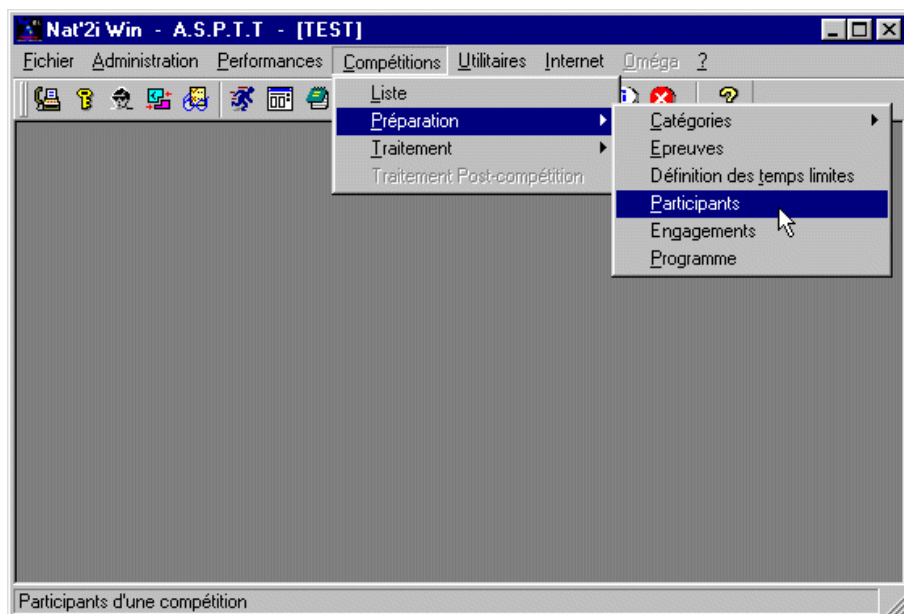 Nat'2i Win - A.S.P.T.T - [TEST]
Fichier Administration Performances Compétitions Utilitaires Internet Oméga ?
Liste
Préparation
Traitement
Traitement Post-compétition
Catégories
Epreuves
Définition des temps limites
Participants
Engagements
Programme
Participants d'une compétition